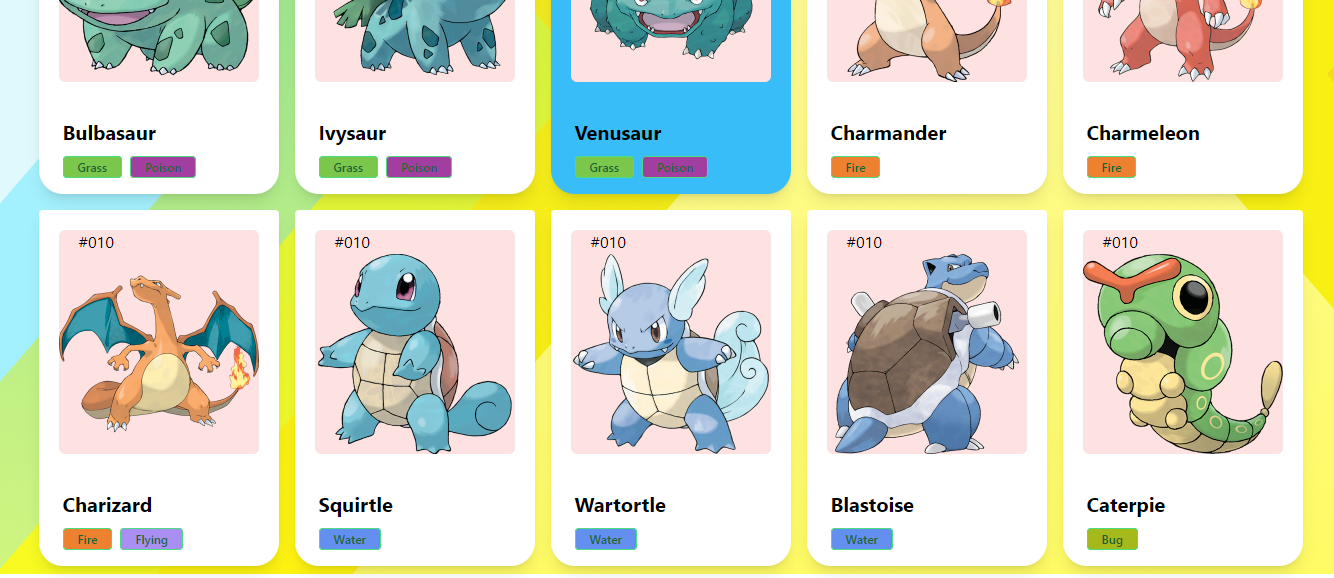 Bulbasaur
Grass Poison
Ivysaur
Grass Poison
Venusaur
Grass Poison
Charmander
Fire
Charmeleon
Fire
#010
Charizard
Fire Flying
#010
Squirtle
Water
#010
Wartortle
Water
#010
Blastoise
Water
#010
Caterpie
Bug